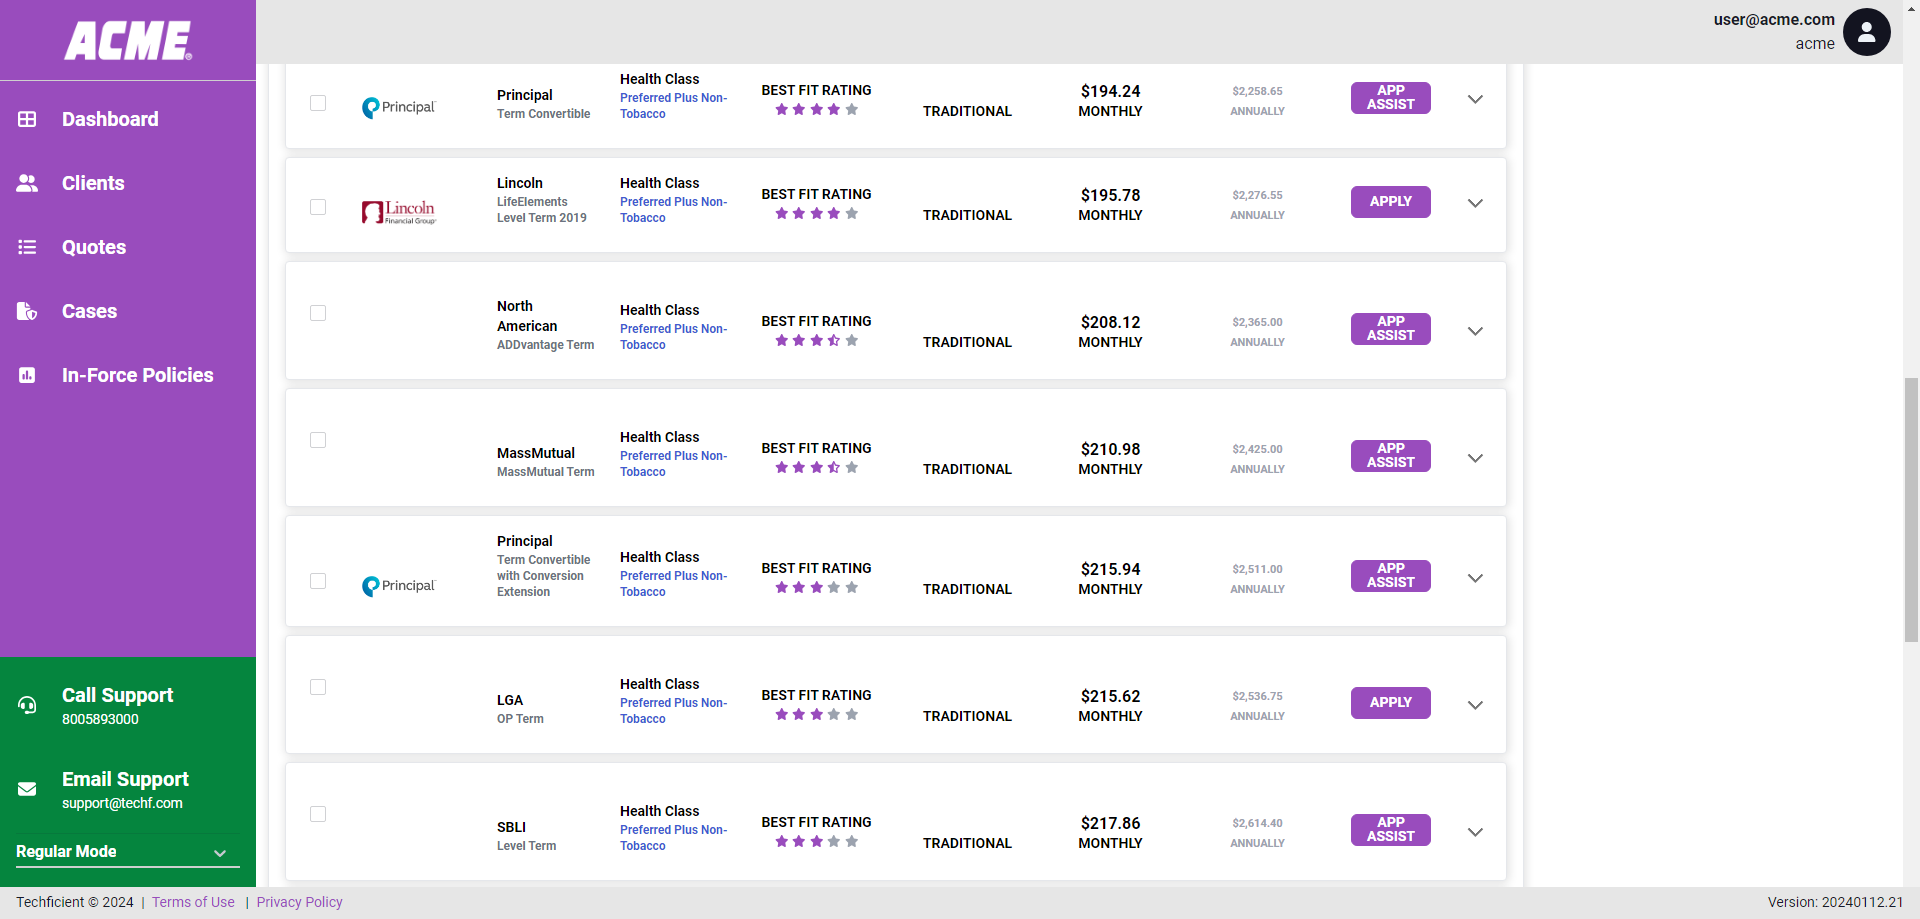 ACME
user@acme.com
acme
Dashboard
Clients
Quotes
Cases
In-Force Policies
Call Support
8005893000
Email Support
support@techf.com
Regular Mode
Principal
Principal
Term Convertible
Health Class
Preferred Plus Non-
Tobacco
BEST FIT RATING
TRADITIONAL
$194.24
MONTHLY
$2,258.65
ANNUALLY
APP
ASSIST
Lincoln
Financial Group
Lincoln
LifeElements
Level Term 2019
Health Class
Preferred Plus Non-
Tobacco
BEST FIT RATING
TRADITIONAL
$195.78
MONTHLY
$2,276.55
ANNUALLY
APPLY
North
American
ADDvantage Term
Health Class
Preferred Plus Non-
Tobacco
BEST FIT RATING
TRADITIONAL
$208.12
MONTHLY
$2,365.00
ANNUALLY
APP
ASSIST
MassMutual
MassMutual Term
Health Class
Preferred Plus Non-
Tobacco
BEST FIT RATING
TRADITIONAL
$210.98
MONTHLY
$2,425.00
ANNUALLY
APP
ASSIST
Principal
Principal
Term Convertible
with Conversion
Extension
Health Class
Preferred Plus Non-
Tobacco
BEST FIT RATING
TRADITIONAL
$215.94
MONTHLY
$2,511.00
ANNUALLY
APP
ASSIST
LGA
OP Term
Health Class
Preferred Plus Non-
Tobacco
BEST FIT RATING
TRADITIONAL
$215.62
MONTHLY
$2,536.75
ANNUALLY
APPLY
SBLI
Level Term
Health Class
Preferred Plus Non-
Tobacco
BEST FIT RATING
TRADITIONAL
$217.86
MONTHLY
$2,614.40
ANNUALLY
APP
ASSIST
Techficient © 2024 | Terms of Use | Privacy Policy
Version: 20240112.21